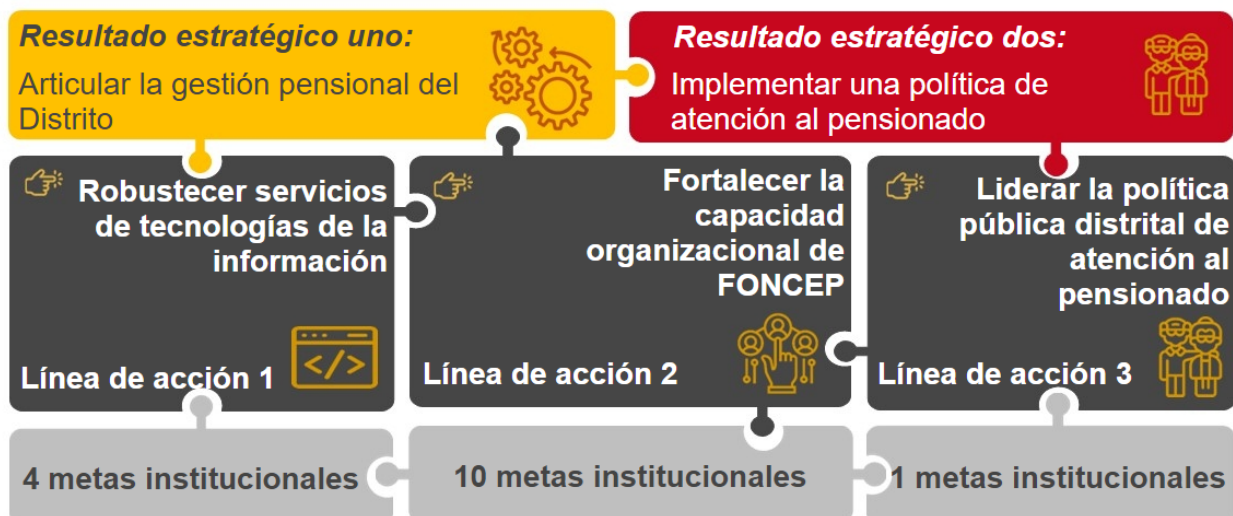 Resultado estratégico uno:
Articular la gestión pensional del
Distrito
Resultado estratégico dos:
Implementar una política de
atención al pensionado
Robustecer servicios
de tecnologías de la
información
</>
Línea de acción 1
Fortalecer la
capacidad
organizacional de
FONCEP
Línea de acción 2
Liderar la política
pública distrital de
atención al
pensionado
Línea de acción 3
4 metas institucionales
10 metas institucionales
1 metas institucionales